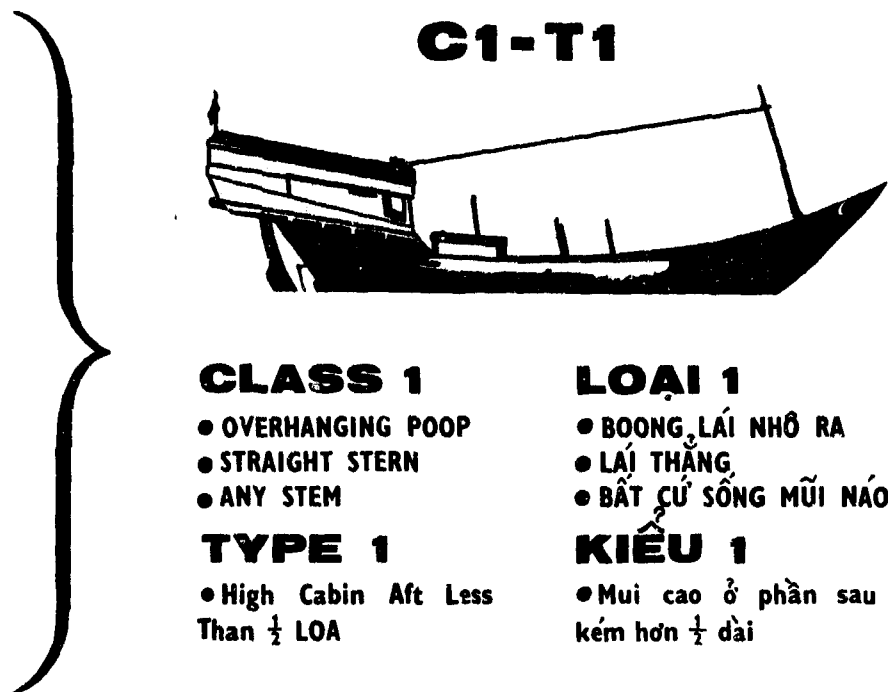 C1-T1
CLASS 1
● OVERHANGING POOP
● STRAIGHT STERN
● ANY STEM
TYPE 1
● High Cabin Aft Less
Than ½ LOA
LOẠI 1
● BOONG LÁI NHÔ RA
● LÁI THẲNG
● BẤT CỨ SỐNG MŨI NÁO
KIỂU 1
● Mui cao ở phần sau
kém hơn ½ dài